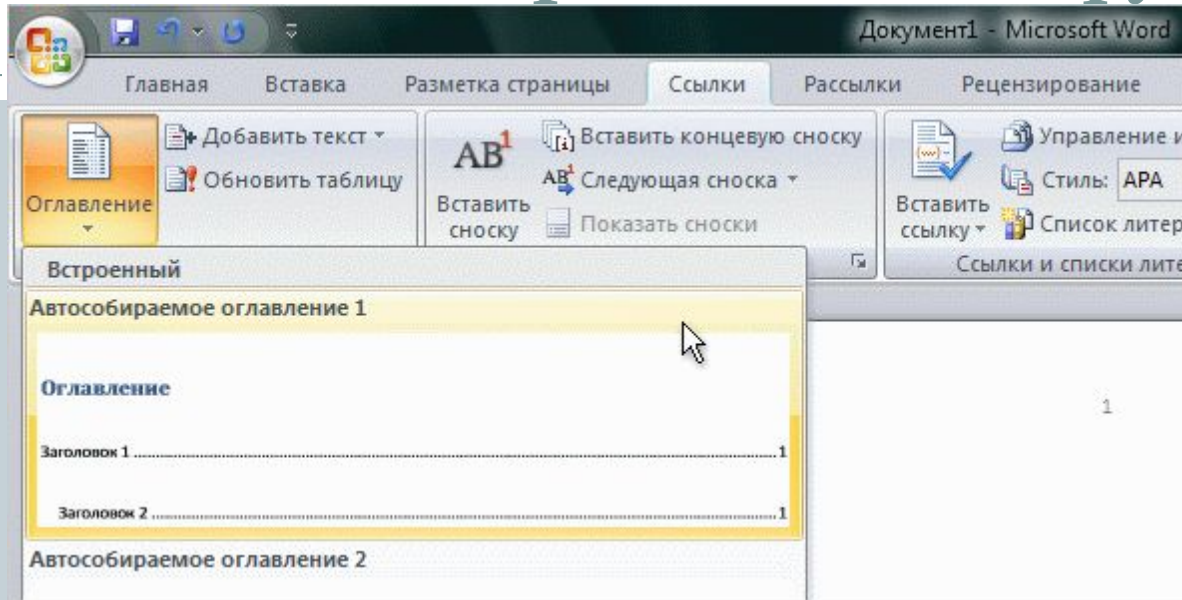 Документ1 - Microsoft Word
Главная Вставка Разметка страницы Ссылки Рассылки Рецензирование
Оглавление
Добавить текст
Обновить таблицу
AB1
Вставить сноску
Вставить концевую сноску
AB1 Следующая сноска
Показать сноски
Вставить ссылку
Управление и
Стиль: APA
Список литер
Ссылки и списки лите
Встроенный
Автособираемое оглавление 1
Оглавление
Заголовок 1 ........ 1
Заголовок 2 ........ 1
Автособираемое оглавление 2
1